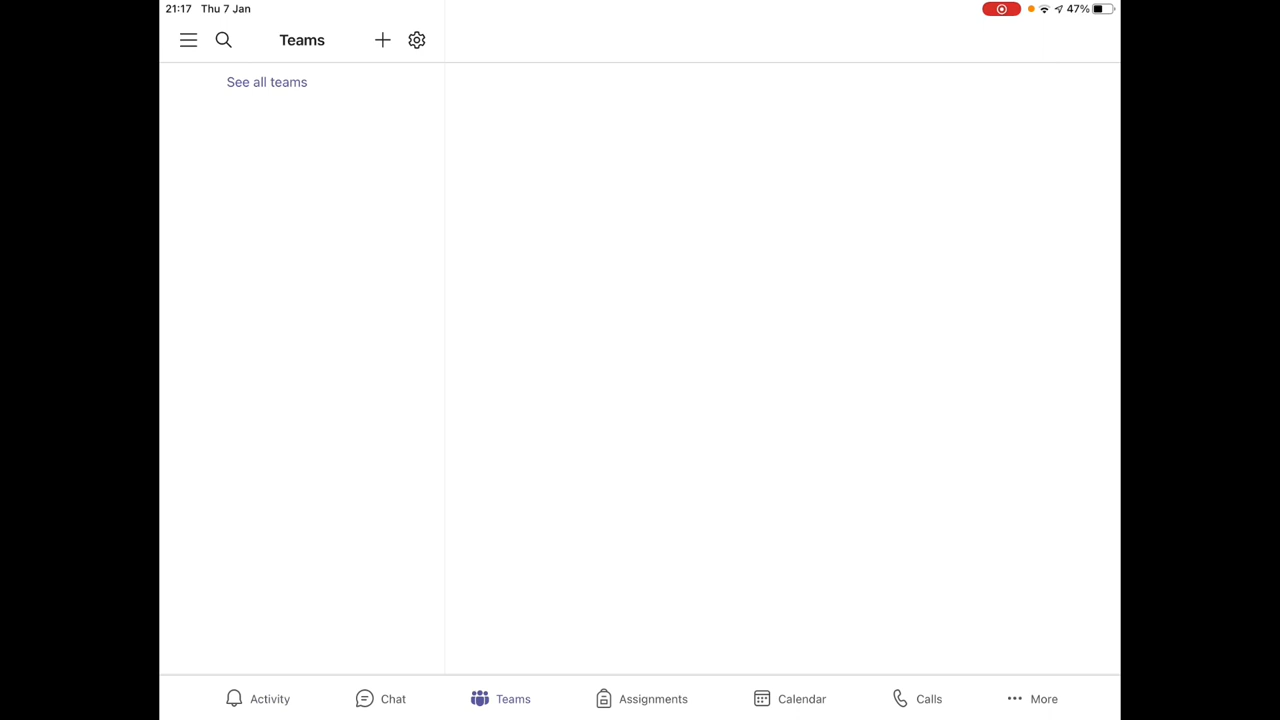 21:17 Thu 7 Jan 47%
Teams
See all teams
Activity Chat Teams Assignments Calendar Calls More